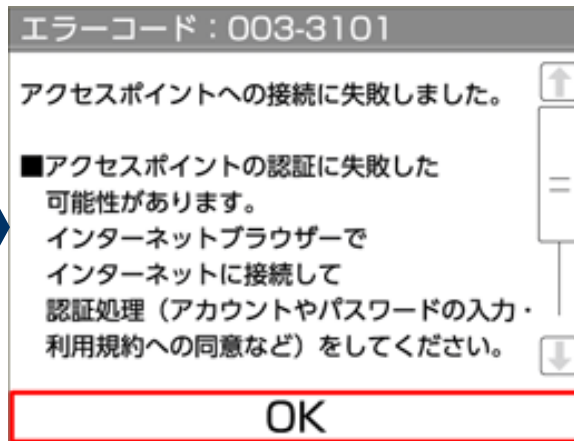 エラーコード：003-3101
アクセスポイントへの接続に失敗しました。
■アクセスポイントの認証に失敗した
可能性があります。
インターネットブラウザーで
インターネットに接続して
認証処理（アカウントやパスワードの入力・
利用規約への同意など）をしてください。
OK